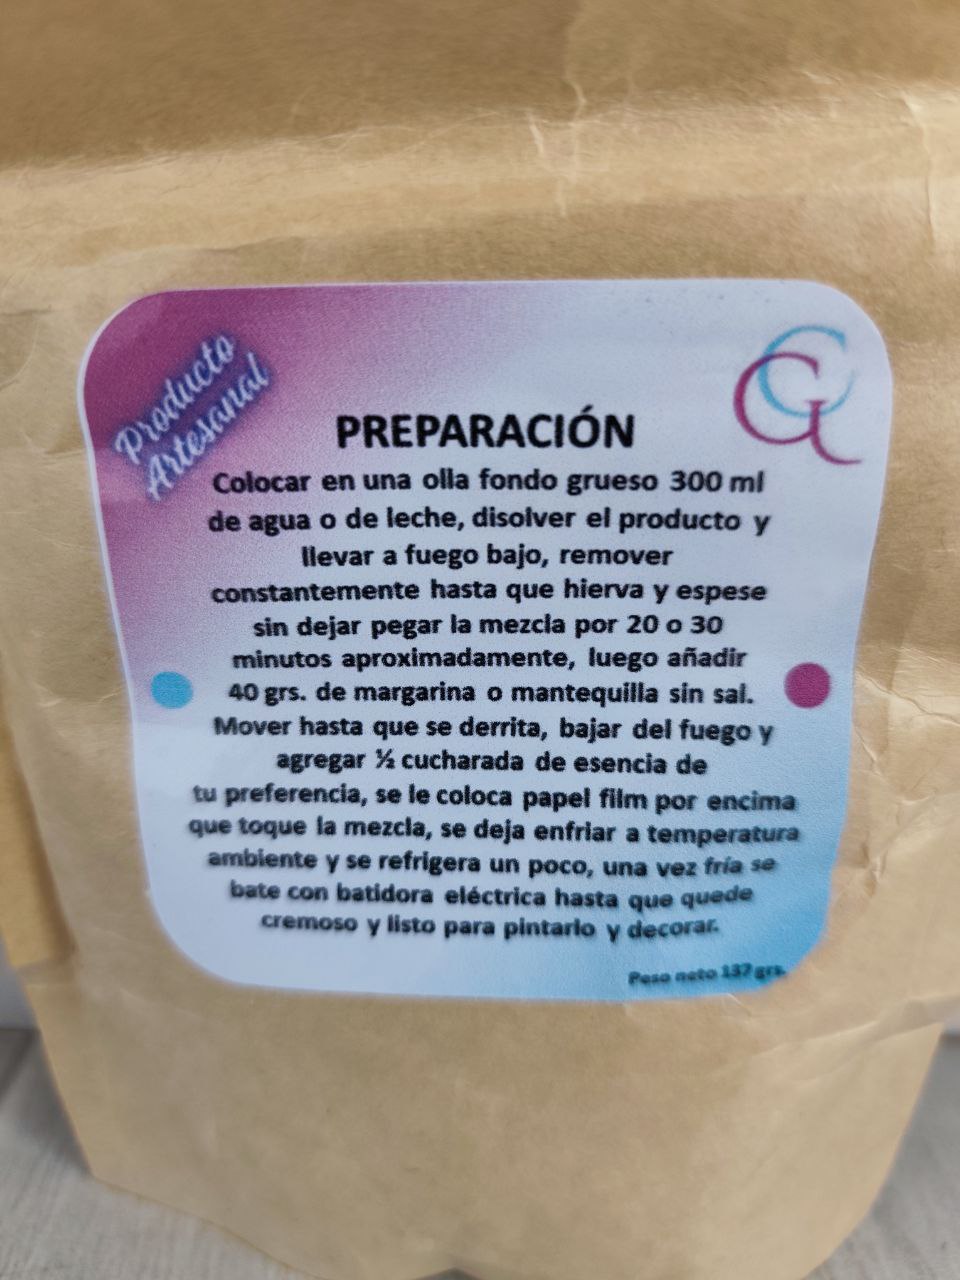 Producto
Artesanal
PREPARACIÓN
Colocar en una olla fondo grueso 300 ml
de agua o de leche, disolver el producto y
llevar a fuego bajo, remover
constantemente hasta que hierva y espese
sin dejar pegar la mezcla por 20 o 30
minutos aproximadamente, luego añadir
40 grs. de margarina o mantequilla sin sal.
Mover hasta que se derrita, bajar del fuego y
agregar ½ cucharada de esencia de
tu preferencia, se le coloca papel film por encima
que toque la mezcla, se deja enfriar a temperatura
ambiente y se refrigera un poco, una vez fría se
bate con batidora eléctrica hasta que quede
cremoso y listo para pintarlo y decorar.
Peso neto 137 grs.